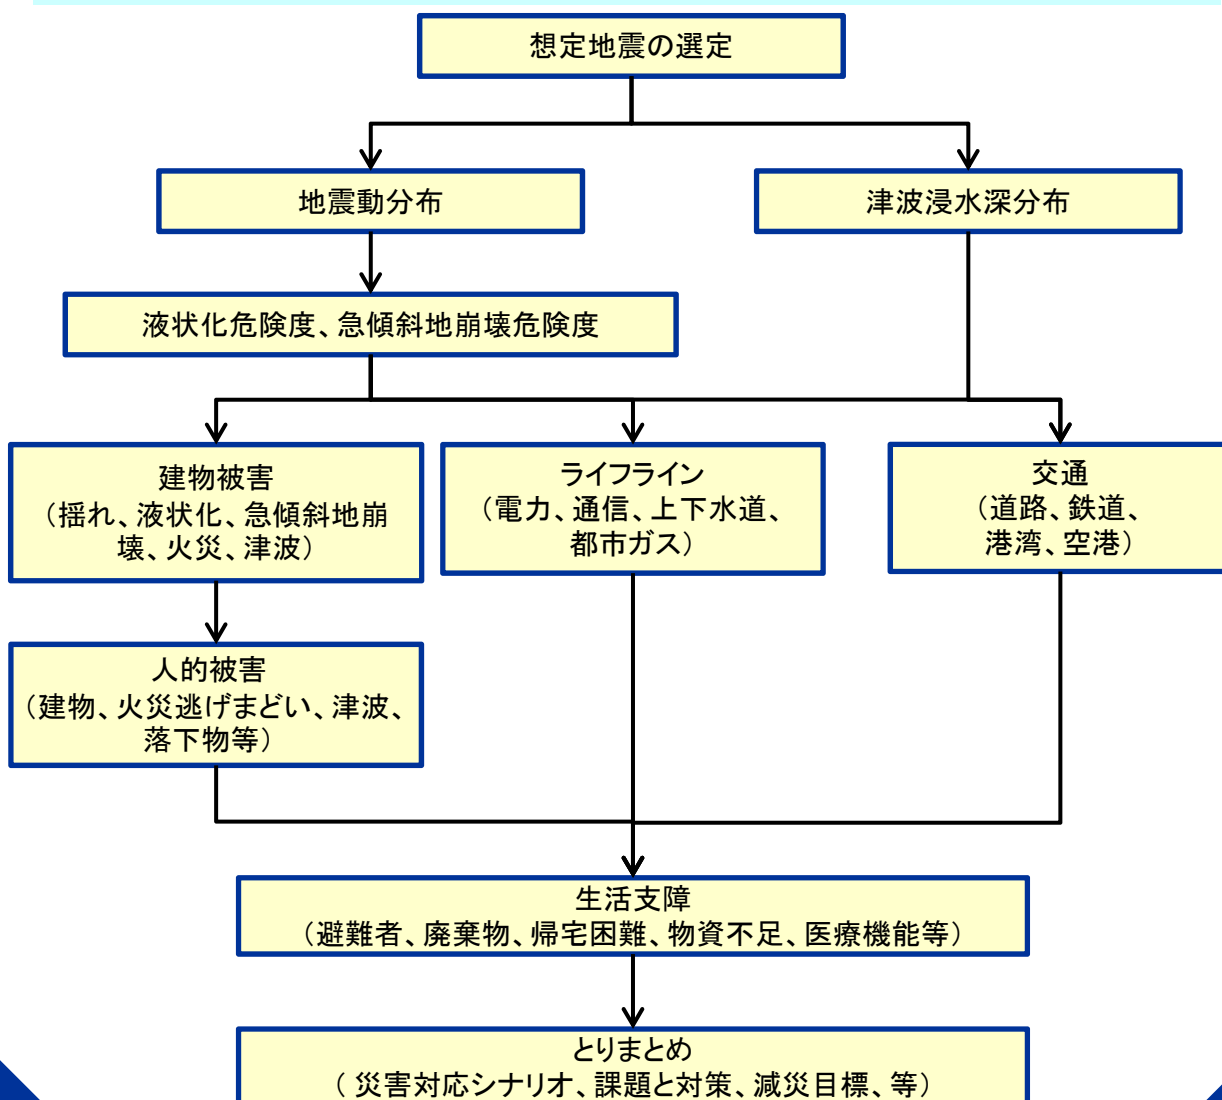 想定地震の選定
地震動分布
津波浸水深分布
液状化危険度、急傾斜地崩壊危険度
建物被害
（揺れ、液状化、急傾斜地崩
壊、火災、津波）
ライフライン
（電力、通信、上下水道、
都市ガス）
交通
（道路、鉄道、
港湾、空港）
人的被害
（建物、火災逃げまどい、津波、
落下物等）
生活支障
（避難者、廃棄物、帰宅困難、物資不足、医療機能等）
とりまとめ
（ 災害対応シナリオ、課題と対策、減災目標、等）